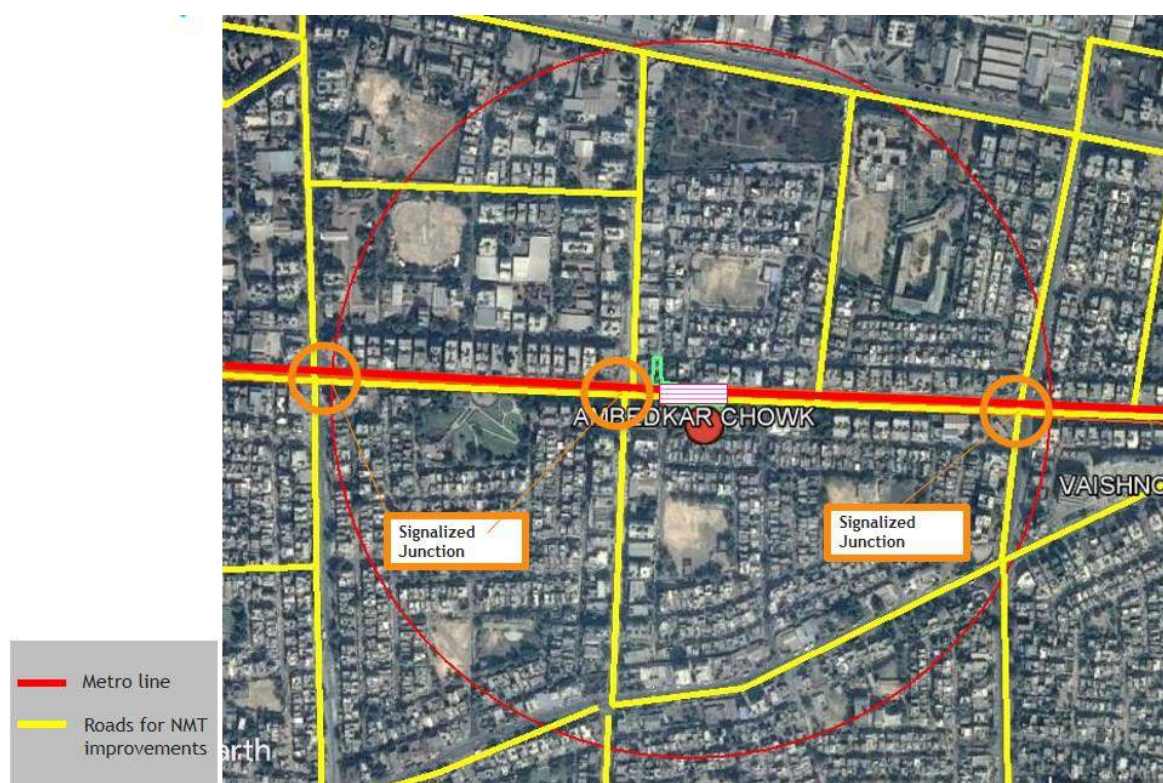 AMBEDKAR CHOWK
VAISHNO
Signalized
Junction
Signalized
Junction
Metro line
Roads for NMT
improvements
arth